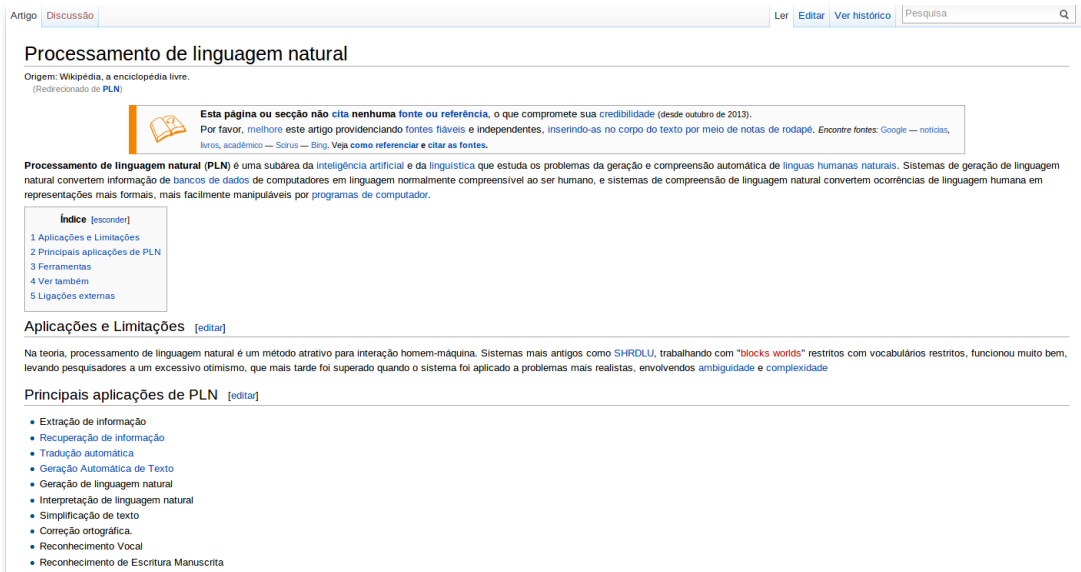 Artigo Discussão Ler Editar Ver histórico Pesquisa
Processamento de linguagem natural
Origem: Wikipédia, a enciclopédia livre.
(Redirecionado de PLN)
Esta página ou secção não cita nenhuma fonte ou referência, o que compromete sua credibilidade (desde outubro de 2013).
Por favor, melhore este artigo providenciando fontes fiáveis e independentes, inserindo-as no corpo do texto por meio de notas de rodapé. Encontre fontes: Google — notícias,
livros, acadêmico — Scirus — Bing. Veja como referenciar e citar as fontes.
Processamento de linguagem natural (PLN) é uma subárea da inteligência artificial e da linguística que estuda os problemas da geração e compreensão automática de línguas humanas naturais. Sistemas de geração de linguagem
natural convertem informação de bancos de dados de computadores em linguagem normalmente compreensível ao ser humano, e sistemas de compreensão de linguagem natural convertem ocorrências de linguagem humana em
representações mais formais, mais facilmente manipuláveis por programas de computador.
Índice [esconder]
1 Aplicações e Limitações
2 Principais aplicações de PLN
3 Ferramentas
4 Ver também
5 Ligações externas
Aplicações e Limitações [editar]
Na teoria, processamento de linguagem natural é um método atrativo para interação homem-máquina. Sistemas mais antigos como SHRDLU, trabalhando com "blocks worlds" restritos com vocabulários restritos, funcionou muito bem,
levando pesquisadores a um excessivo otimismo, que mais tarde foi superado quando o sistema foi aplicado a problemas mais realistas, envolvendos ambiguidade e complexidade
Principais aplicações de PLN [editar]
• Extração de informação
• Recuperação de informação
• Tradução automática
• Geração Automática de Texto
• Geração de linguagem natural
• Interpretação de linguagem natural
• Simplificação de texto
• Correção ortográfica.
• Reconhecimento Vocal
• Reconhecimento de Escritura Manuscrita